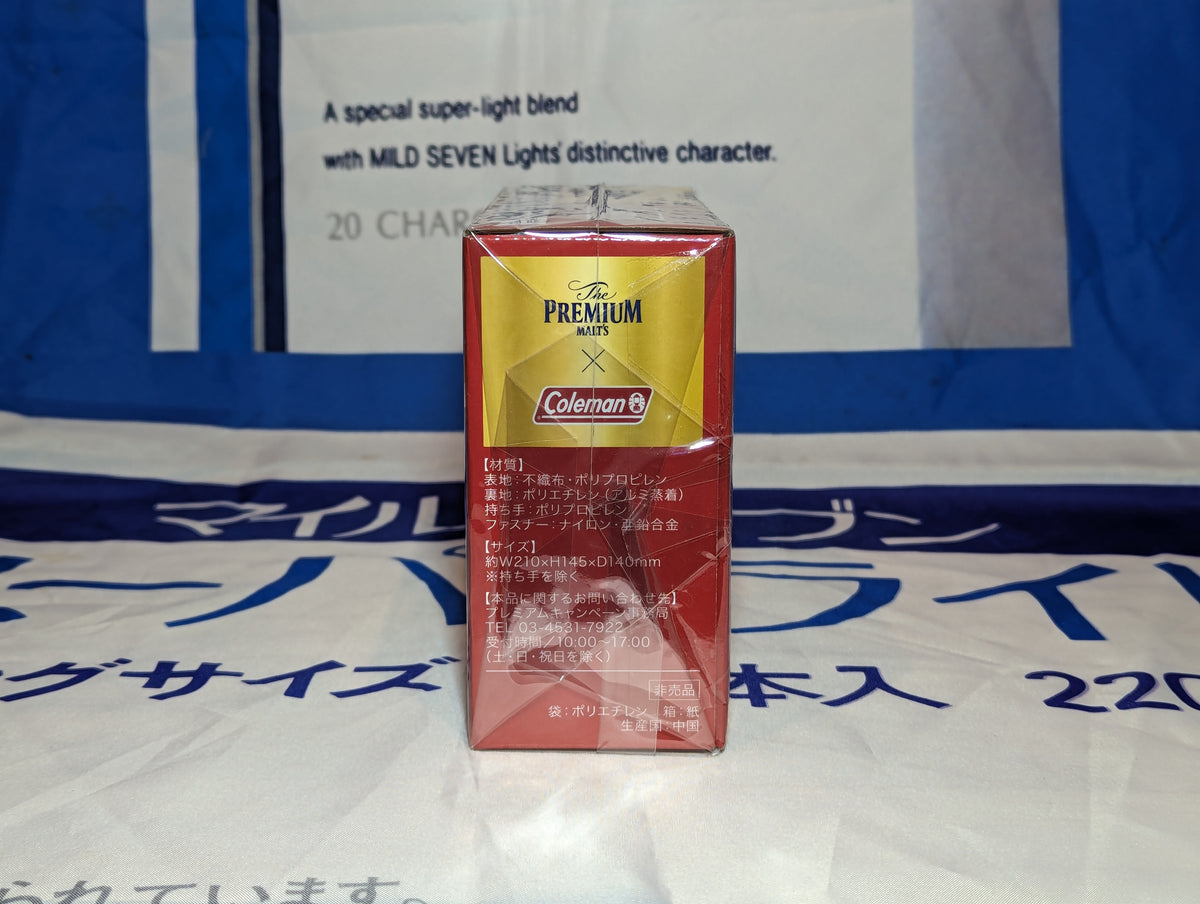 A special super-light blend
with MILD SEVEN Lights' distinctive character.
20
The
PREMIUM
MALT'S
×
Coleman
【材質】
表地:不織布・ポリプロピレン
裏地:ポリエチレン(アルミ蒸着)
持ち手:ポリプロピレン
ファスナー:ナイロン・亜鉛合金
【サイズ】
約W210×H145×D140mm
※持ち手を除く
【本品に関するお問い合わせ先】
プレミアムキャンペーン事務局
TEL 03-4531-7922
受付時間/10:00~17:00
(土・日・祝日を除く)
非売品
袋:ポリエチレン 箱:紙
生産国:中国
マイル ブン
ーパ ライ
グサイズ 本入 220
られています。